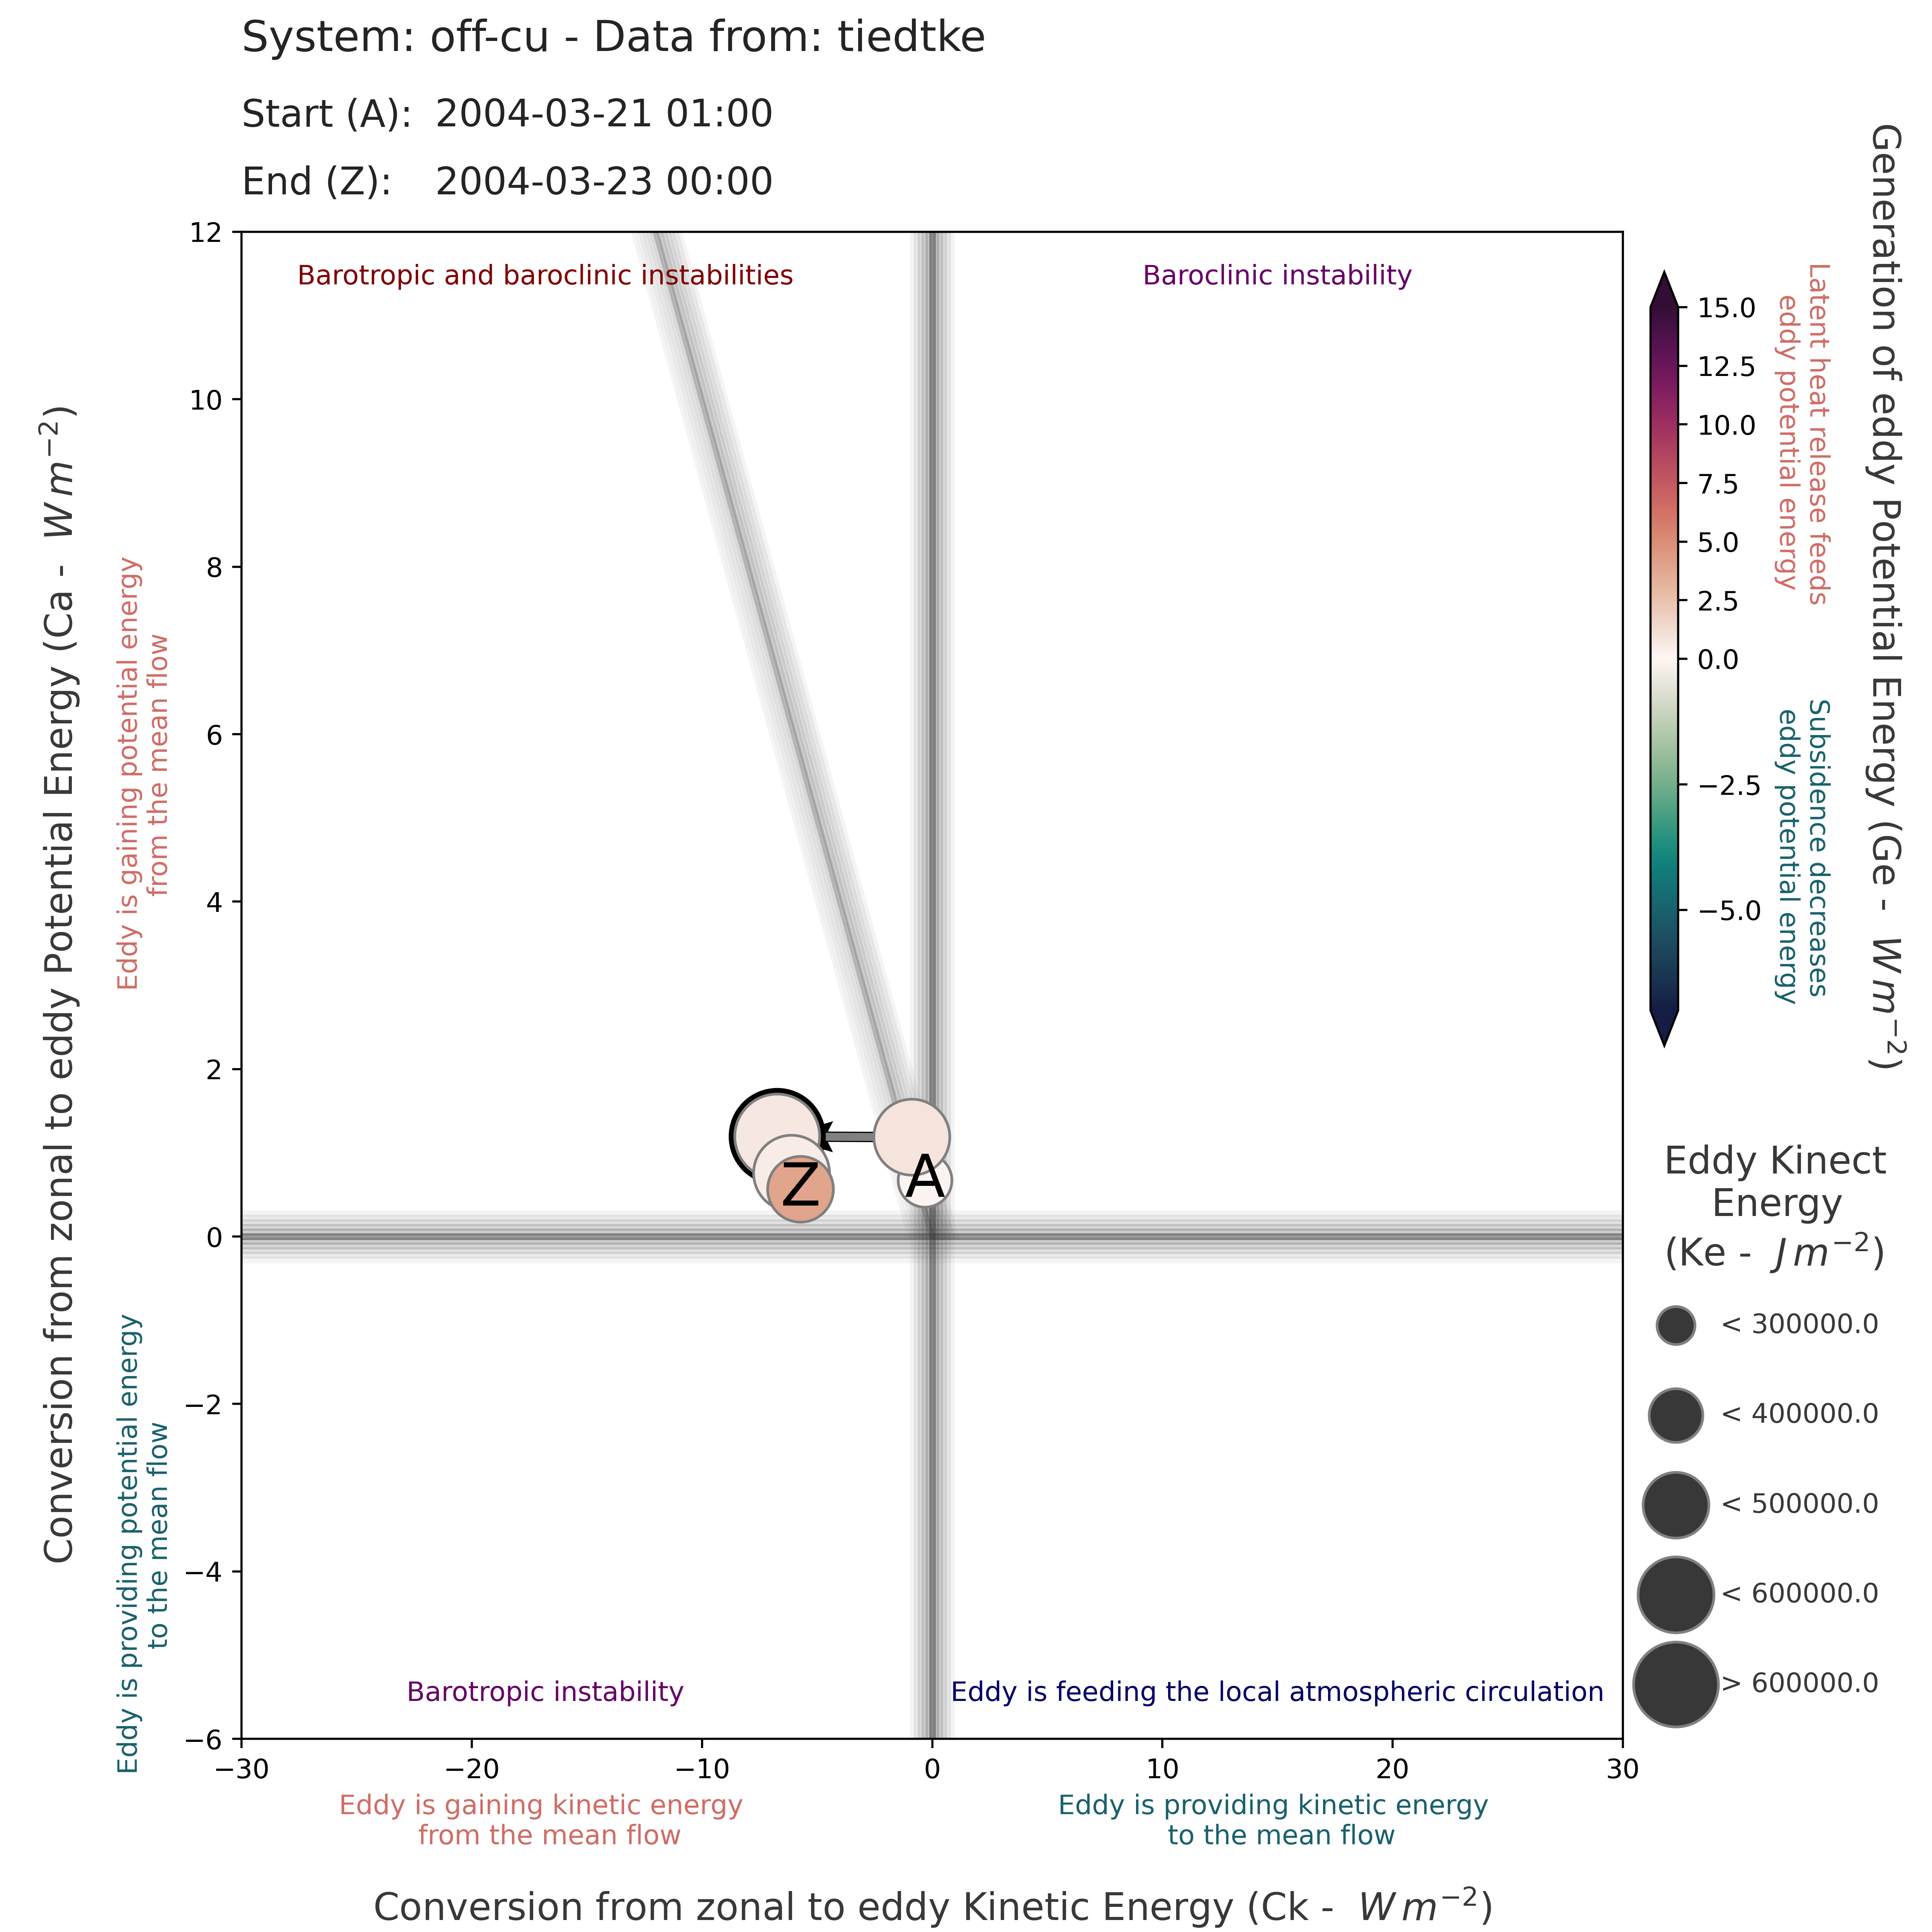 System: off-cu - Data from: tiedtke
Start (A): 2004-03-21 01:00
End (Z): 2004-03-23 00:00
Barotropic and baroclinic instabilities
Baroclinic instability
Barotropic instability
Eddy is feeding the local atmospheric circulation
A
Z
12
10
8
6
4
2
0
−2
−4
−6
−30
−20
−10
0
10
20
30
Eddy is gaining kinetic energy
from the mean flow
Eddy is providing kinetic energy
to the mean flow
Conversion from zonal to eddy Kinetic Energy (Ck - W m⁻²)
Conversion from zonal to eddy Potential Energy (Ca - W m⁻²)
Eddy is gaining potential energy
from the mean flow
Eddy is providing potential energy
to the mean flow
15.0
12.5
10.0
7.5
5.0
2.5
0.0
−2.5
−5.0
Latent heat release feeds
eddy potential energy
Subsidence decreases
eddy potential energy
Generation of eddy Potential Energy (Ge - W m⁻²)
Eddy Kinect
Energy
(Ke - J m⁻²)
< 300000.0
< 400000.0
< 500000.0
< 600000.0
> 600000.0